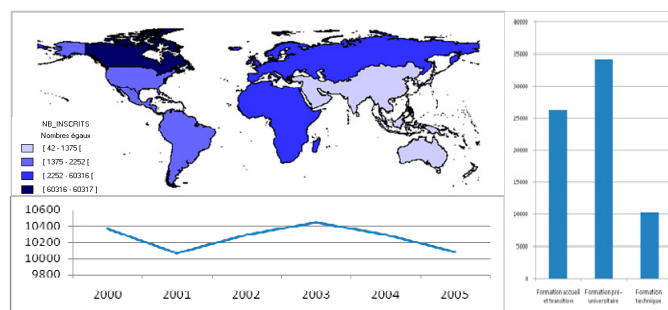 NB_INSCRITS
Nombres égaux
[ 42 - 1375 [
[ 1375 - 2252 [
[ 2252 - 60316 [
[ 60316 - 60317 ]
10600
10400
10200
10000
9800
2000 2001 2002 2003 2004 2005
40000
35000
30000
25000
20000
15000
10000
5000
0
Formation accueil et transition
Formation pré-universitaire
Formation technique